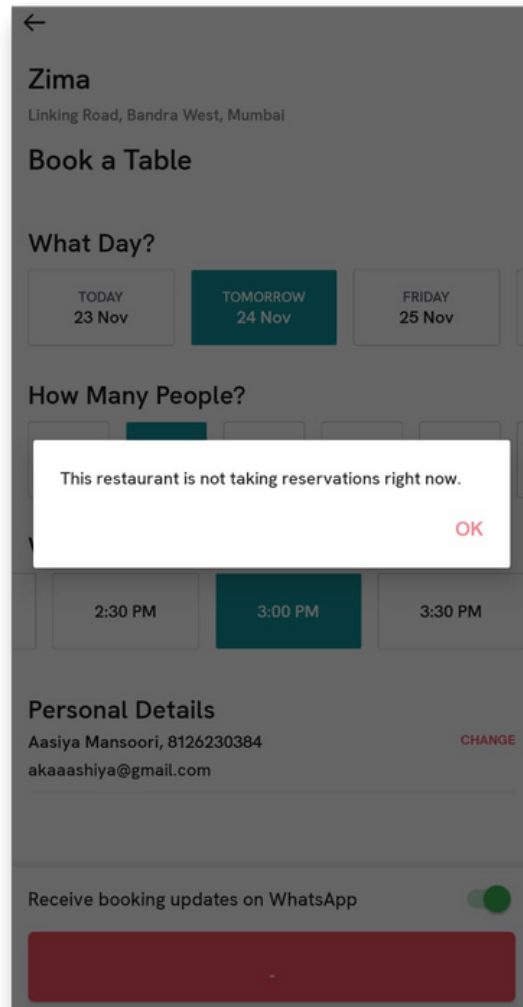 Zima
Linking Road, Bandra West, Mumbai
Book a Table
What Day?
TODAY
23 Nov
TOMORROW
24 Nov
FRIDAY
25 Nov
How Many People?
This restaurant is not taking reservations right now.
OK
2:30 PM
3:00 PM
3:30 PM
Personal Details
Aasiya Mansoori, 8126230384
CHANGE
akaaashiya@gmail.com
Receive booking updates on WhatsApp
-